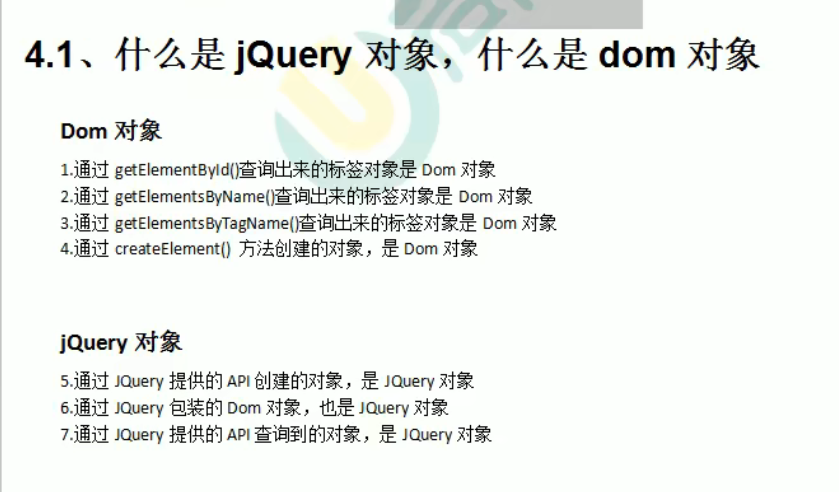 4.1、什么是 jQuery 对象，什么是 dom 对象
Dom 对象
1.通过 getElementById()查询出来的标签对象是 Dom 对象
2.通过 getElementsByName()查询出来的标签对象是 Dom 对象
3.通过 getElementsByTagName()查询出来的标签对象是 Dom 对象
4.通过 createElement() 方法创建的对象，是 Dom 对象
jQuery 对象
5.通过 JQuery 提供的 API 创建的对象，是 JQuery 对象
6.通过 JQuery 包装的 Dom 对象，也是 JQuery 对象
7.通过 JQuery 提供的 API 查询到的对象，是 JQuery 对象